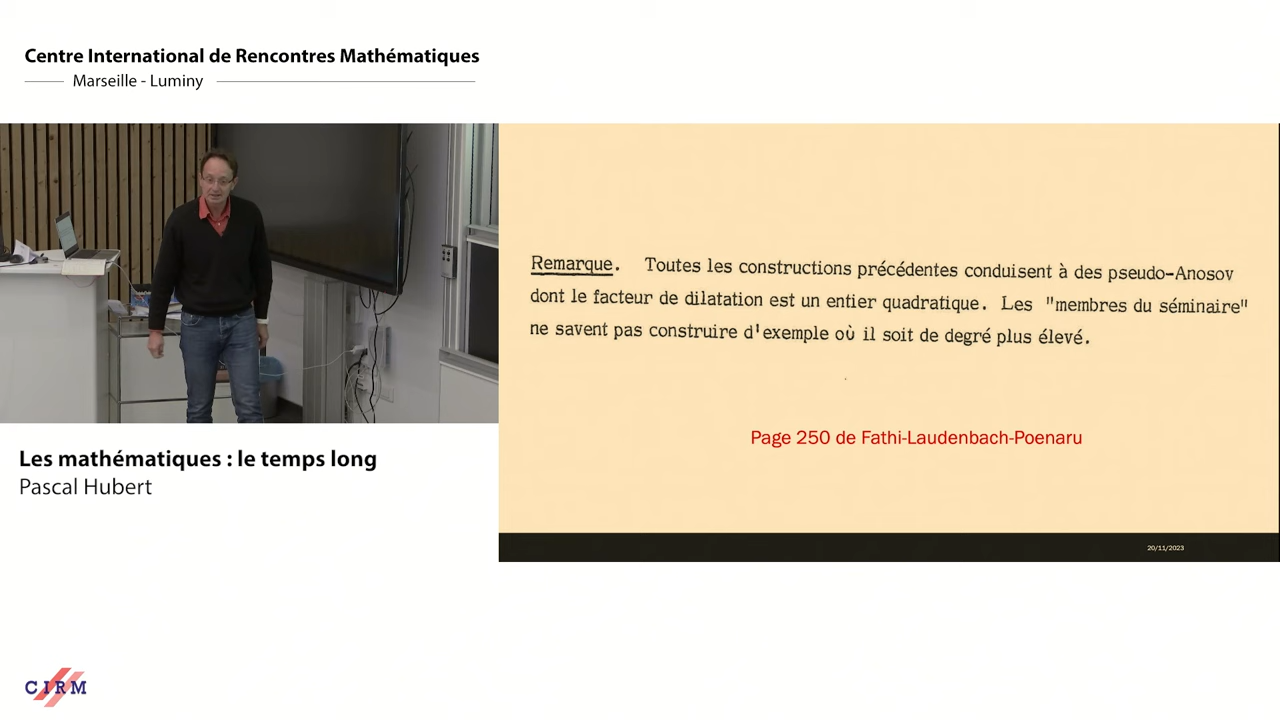 Centre International de Rencontres Mathématiques
Marseille - Luminy
Remarque. Toutes les constructions précédentes conduisent à des pseudo-Anosov
dont le facteur de dilatation est un entier quadratique. Les "membres du séminaire"
ne savent pas construire d'exemple où il soit de degré plus élevé.
Page 250 de Fathi-Laudenbach-Poenaru
20/11/2023
Les mathématiques : le temps long
Pascal Hubert
CIRM